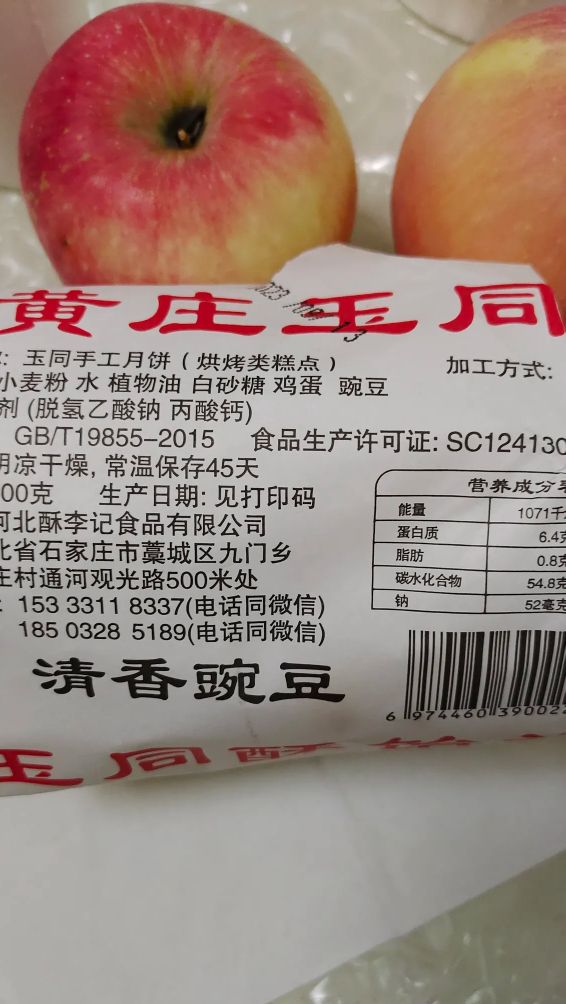 黄庄玉同
: 玉同手工月饼（烘烤类糕点）
加工方式:
小麦粉 水 植物油 白砂糖 鸡蛋 豌豆
剂 (脱氢乙酸钠 丙酸钙)
GB/T19855-2015 食品生产许可证: SC124130
阴凉干燥, 常温保存45天
00克 生产日期: 见打印码
河北酥李记食品有限公司
北省石家庄市藁城区九门乡
庄村通河观光路500米处
: 153 3311 8337(电话同微信)
185 0328 5189(电话同微信)
营养成分
能量 1071千
蛋白质 6.4克
脂肪 0.8克
碳水化合物 54.8克
钠 52毫克
清香豌豆
6 974460 39002
玉同酥